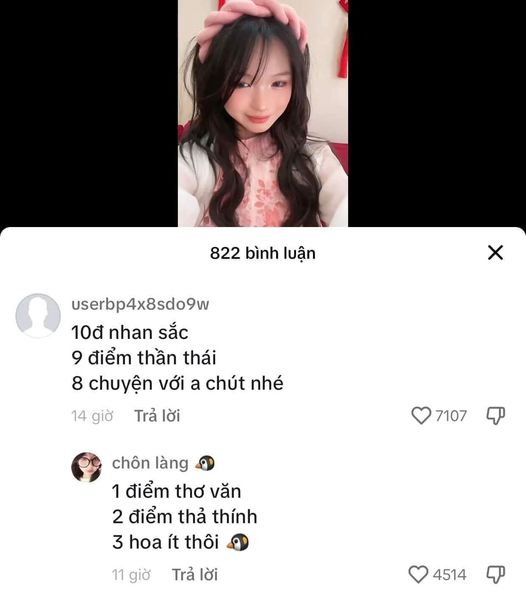 822 bình luận
userbp4x8sdo9w
10đ nhan sắc
9 điểm thần thái
8 chuyện với a chút nhé
14 giờ Trả lời 7107
chôn làng 🐧
1 điểm thơ văn
2 điểm thả thính
3 hoa ít thôi 🐧
11 giờ Trả lời 4514